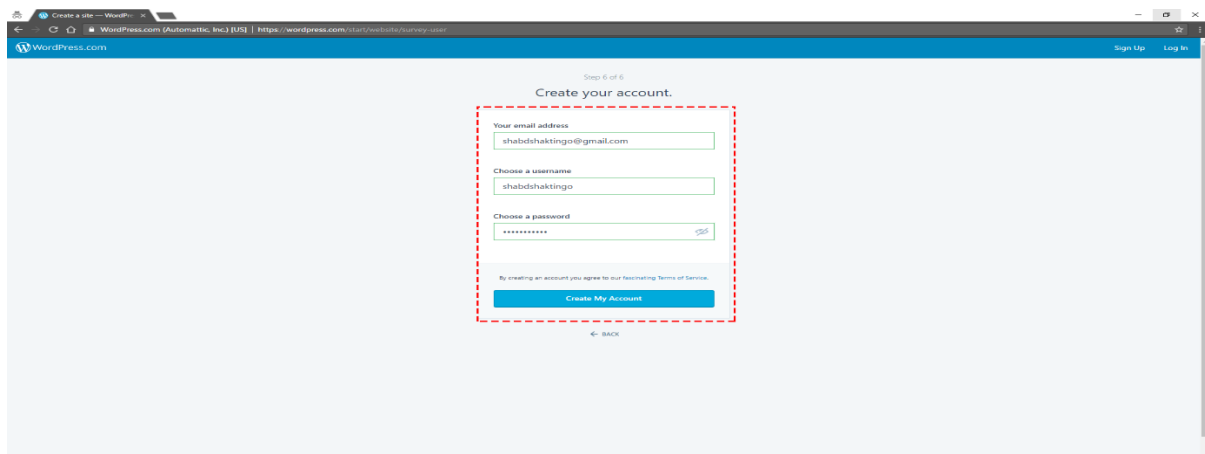 Create a site — WordPr
WordPress.com (Automattic, Inc.) [US] | https://wordpress.com/start/website/survey-user
WordPress.com
Sign Up Log In
Step 6 of 6
Create your account.
Your email address
shabdshaktingo@gmail.com
Choose a username
shabdshaktingo
Choose a password
•••••••••••
By creating an account you agree to our fascinating Terms of Service.
Create My Account
← BACK